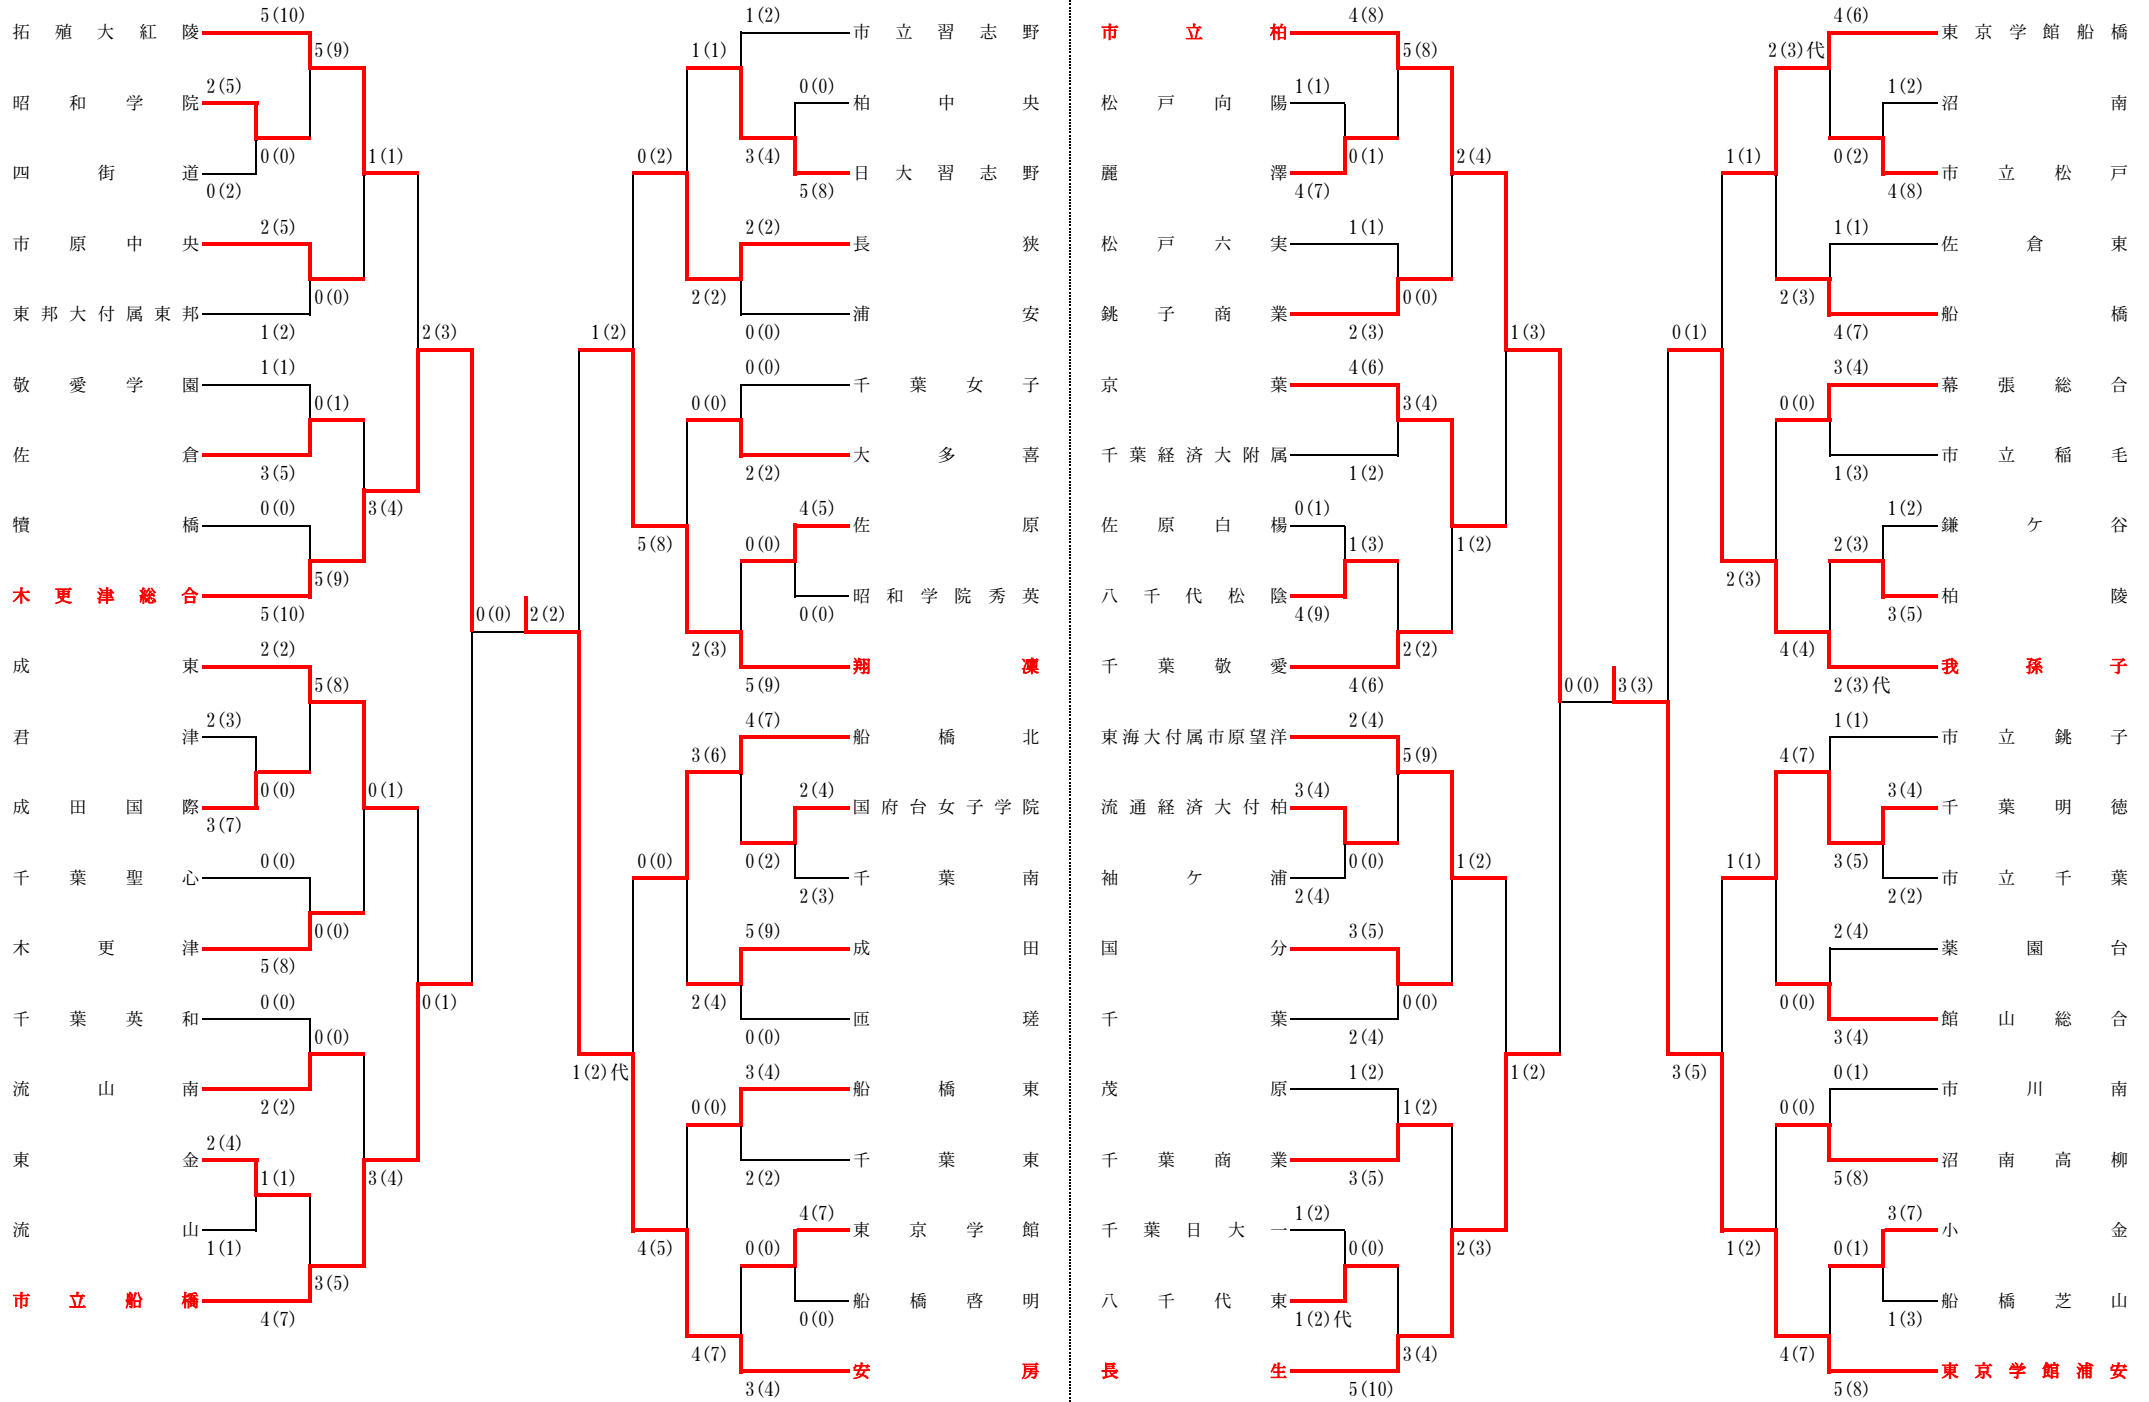 5(10) 1(2) 4(8) 4(6)
拓殖大紅陵 市立習志野 市立柏 東京学館船橋
5(9) 1(1) 5(8) 2(3)代
2(5) 0(0) 1(1) 1(2)
昭和学院 柏中央 松戸向陽 沼南
0(0) 1(1) 0(2) 3(4) 0(1) 2(4) 1(1) 0(2)
四街道 日大習志野 麗澤 市立松戸
0(2) 5(8) 4(7) 4(8)
2(5) 2(2) 1(1) 1(1)
市原中央 長狭 松戸六実 佐倉東
0(0) 2(2) 0(0) 2(3)
東邦大付属東邦 浦安 銚子商業 船橋
1(2) 2(3) 1(2) 0(0) 2(3) 1(3) 0(1) 4(7)
1(1) 0(0) 4(6) 3(4)
敬愛学園 千葉女子 京葉 幕張総合
0(1) 0(0) 3(4) 0(0)
佐倉 大多喜 千葉経済大附属 市立稲毛
3(5) 2(2) 1(2) 1(3)
0(0) 3(4) 4(5) 0(1) 1(2)
犢橋 佐原 佐原白楊 鎌ケ谷
5(8) 0(0) 1(3) 1(2) 2(3)
5(9) 2(3)
木更津総合 昭和学院秀英 八千代松陰 柏陵
5(10) 0(0) 2(2) 0(0) 4(9) 3(5)
2(2) 2(3) 2(2) 4(4)
成東 翔凜 千葉敬愛 我孫子
5(8) 5(9) 4(6) 0(0) 3(3) 2(3)代
2(3) 4(7) 2(4) 1(1)
君津 船橋北 東海大付属市原望洋 市立銚子
3(6) 5(9) 4(7)
0(0) 0(1) 2(4) 3(4) 3(4)
成田国際 国府台女子学院 流通経済大付柏 千葉明徳
3(7)
0(0) 0(0) 0(2) 0(0) 1(2) 1(1) 3(5)
千葉聖心 千葉南 袖ケ浦 市立千葉
2(3) 2(4) 2(2)
0(0) 5(9) 3(5) 2(4)
木更津 成田 国分 薬園台
5(8)
0(0) 0(1) 2(4) 0(0) 0(0)
千葉英和 匝瑳 千葉 館山総合
0(0) 0(0) 2(4) 3(4)
1(2)代 3(4) 1(2) 1(2) 3(5) 0(1)
流山南 船橋東 茂原 市川南
2(2) 0(0) 1(2) 0(0)
2(4)
東金 千葉東 千葉商業 沼南高柳
1(1) 3(4) 2(2) 3(5) 5(8)
4(7) 1(2) 3(7)
流山 東京学館 千葉日大一 小金
1(1) 4(5) 0(0) 0(0) 2(3) 1(2) 0(1)
3(5)
市立船橋 船橋啓明 八千代東 船橋芝山
4(7) 0(0) 1(2)代 1(3)
4(7) 3(4) 4(7)
安房 長生 東京学館浦安
3(4) 5(10) 5(8)